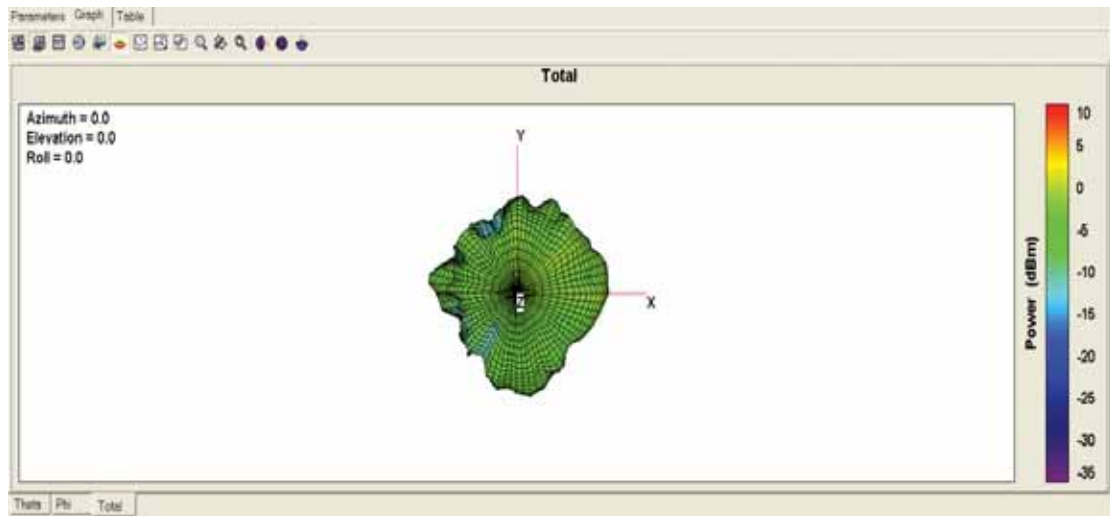 Parameters Graph Table
Total
Azimuth = 0.0
Elevation = 0.0
Roll = 0.0
Y
X
Z
10
5
0
-5
-10
-15
-20
-25
-30
-35
Power (dBm)
Theta Phi Total